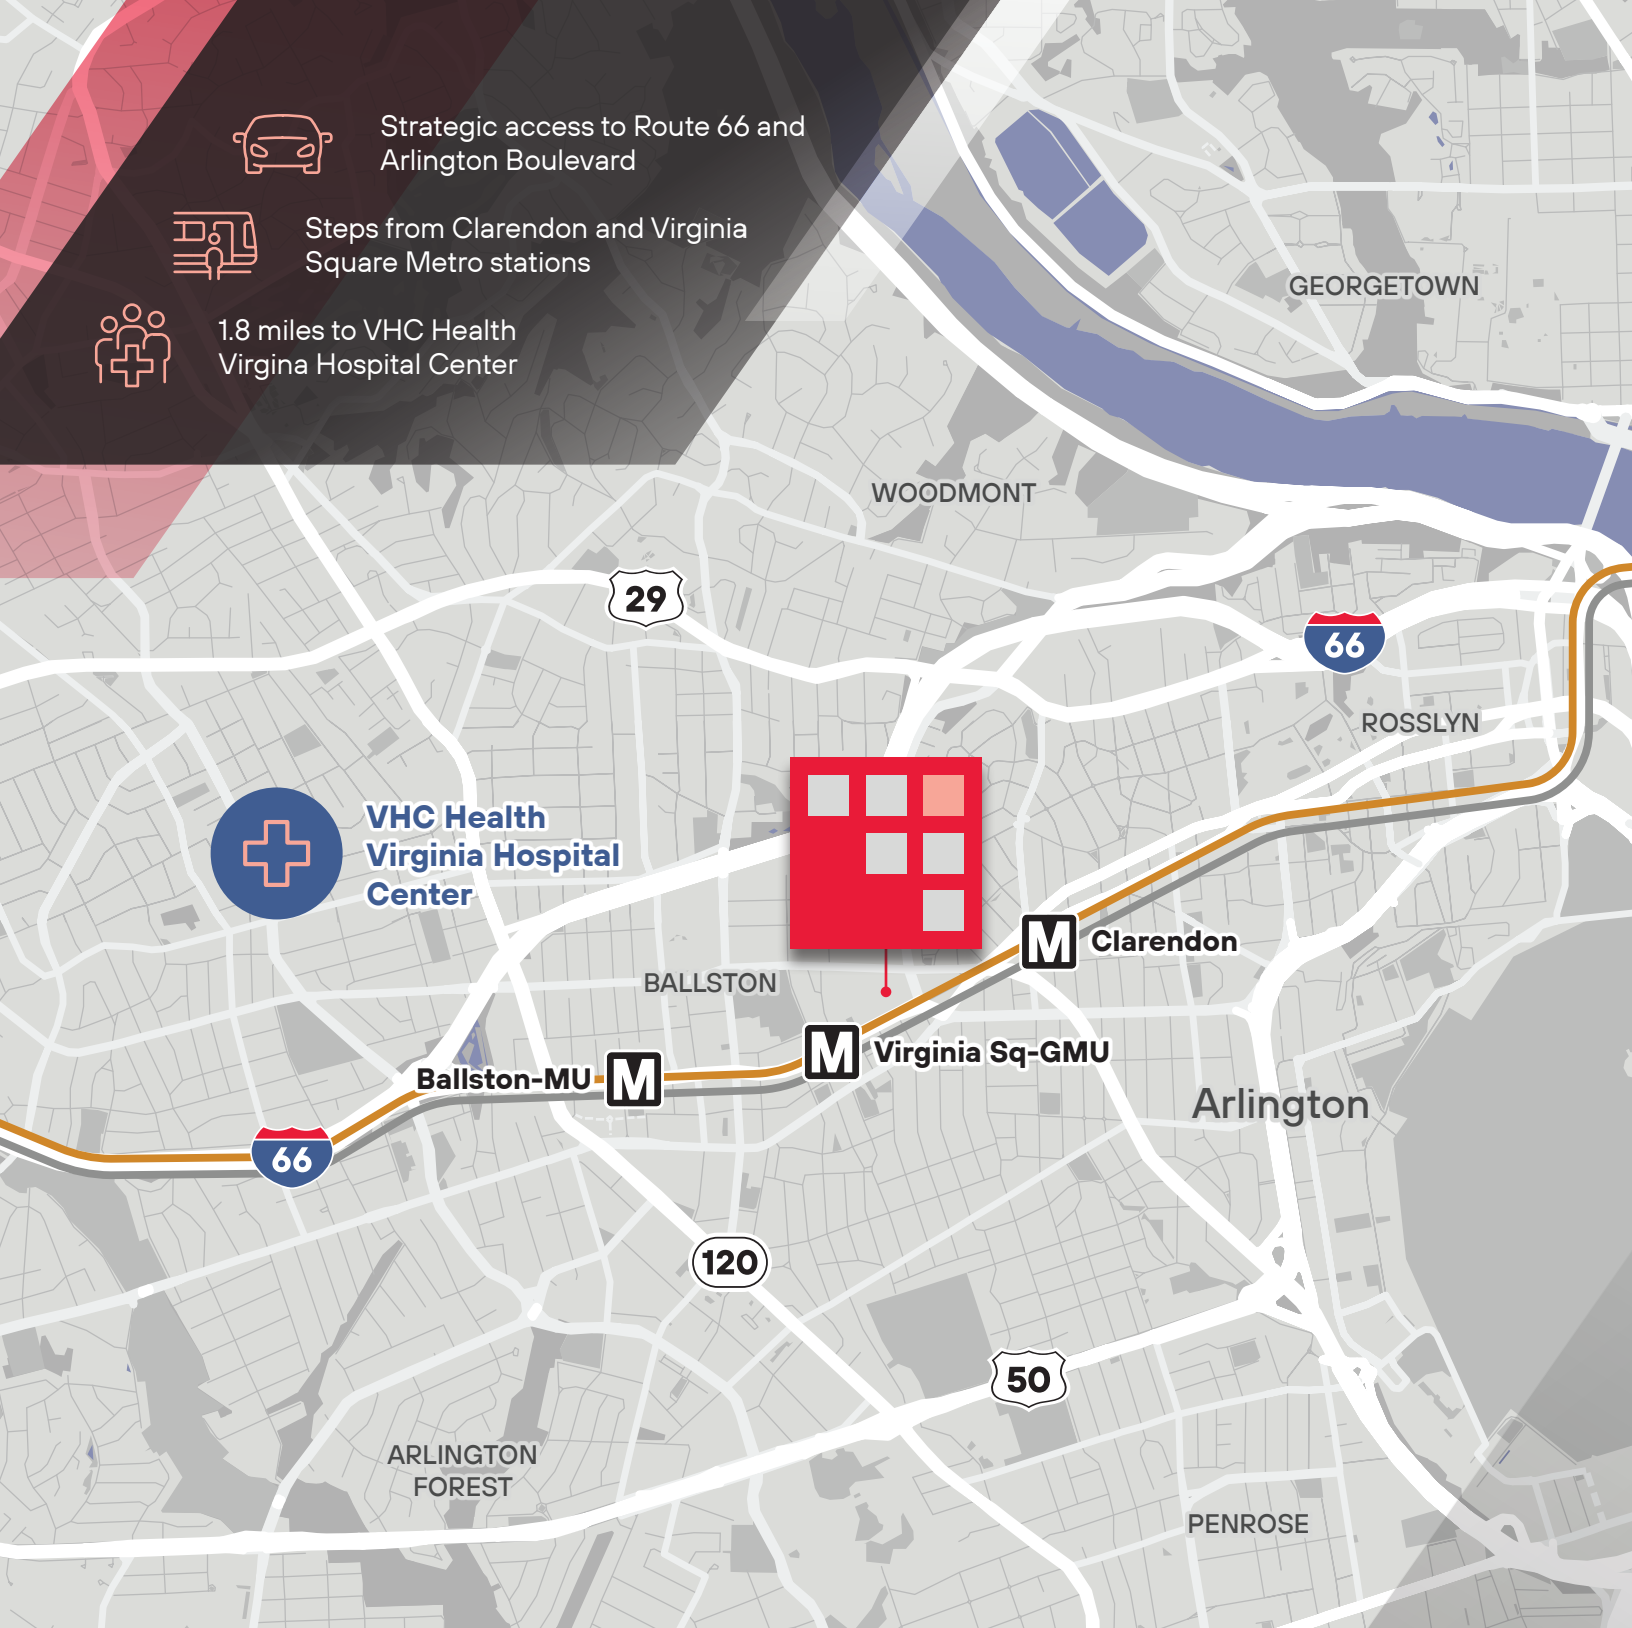 Strategic access to Route 66 and
Arlington Boulevard
Steps from Clarendon and Virginia
Square Metro stations
1.8 miles to VHC Health
Virgina Hospital Center
GEORGETOWN
WOODMONT
29
66
ROSSLYN
VHC Health
Virginia Hospital
Center
M
Clarendon
BALLSTON
M
Virginia Sq-GMU
Ballston-MU
M
Arlington
66
120
50
ARLINGTON
FOREST
PENROSE